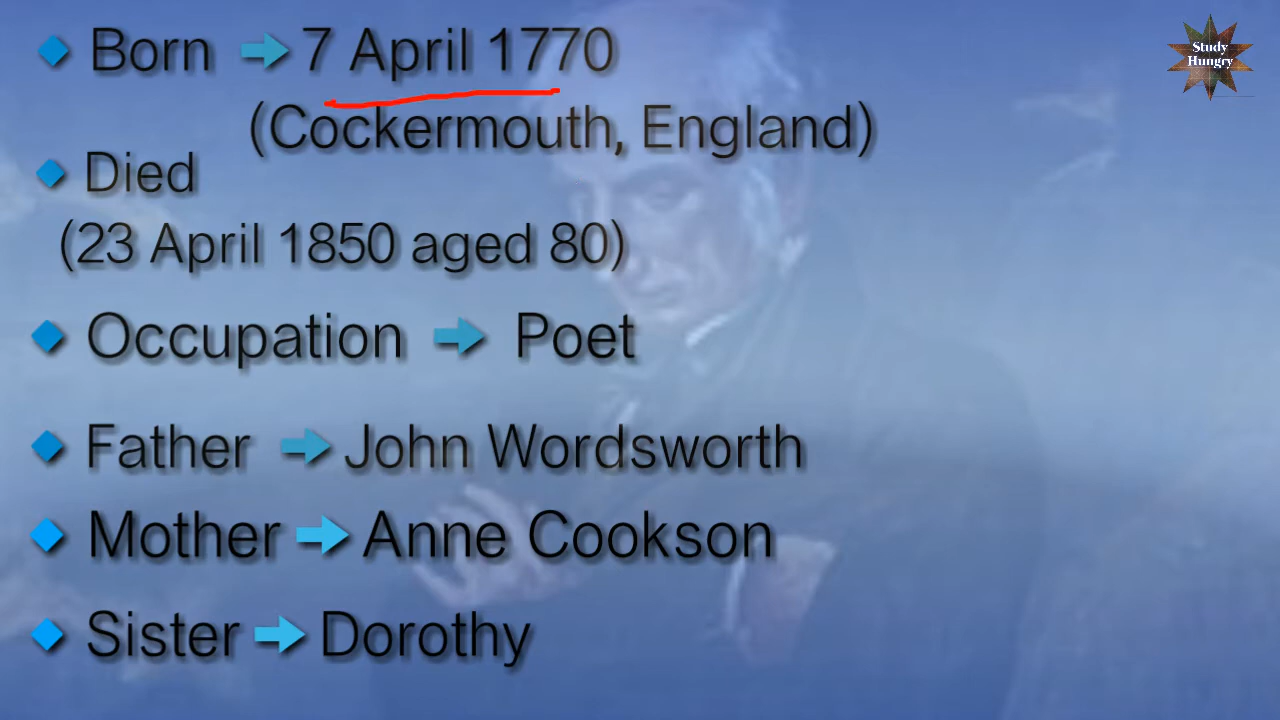 Born 7 April 1770
(Cockermouth, England)
Died
(23 April 1850 aged 80)
Occupation Poet
Father John Wordsworth
Mother Anne Cookson
Sister Dorothy
Study
Hungry